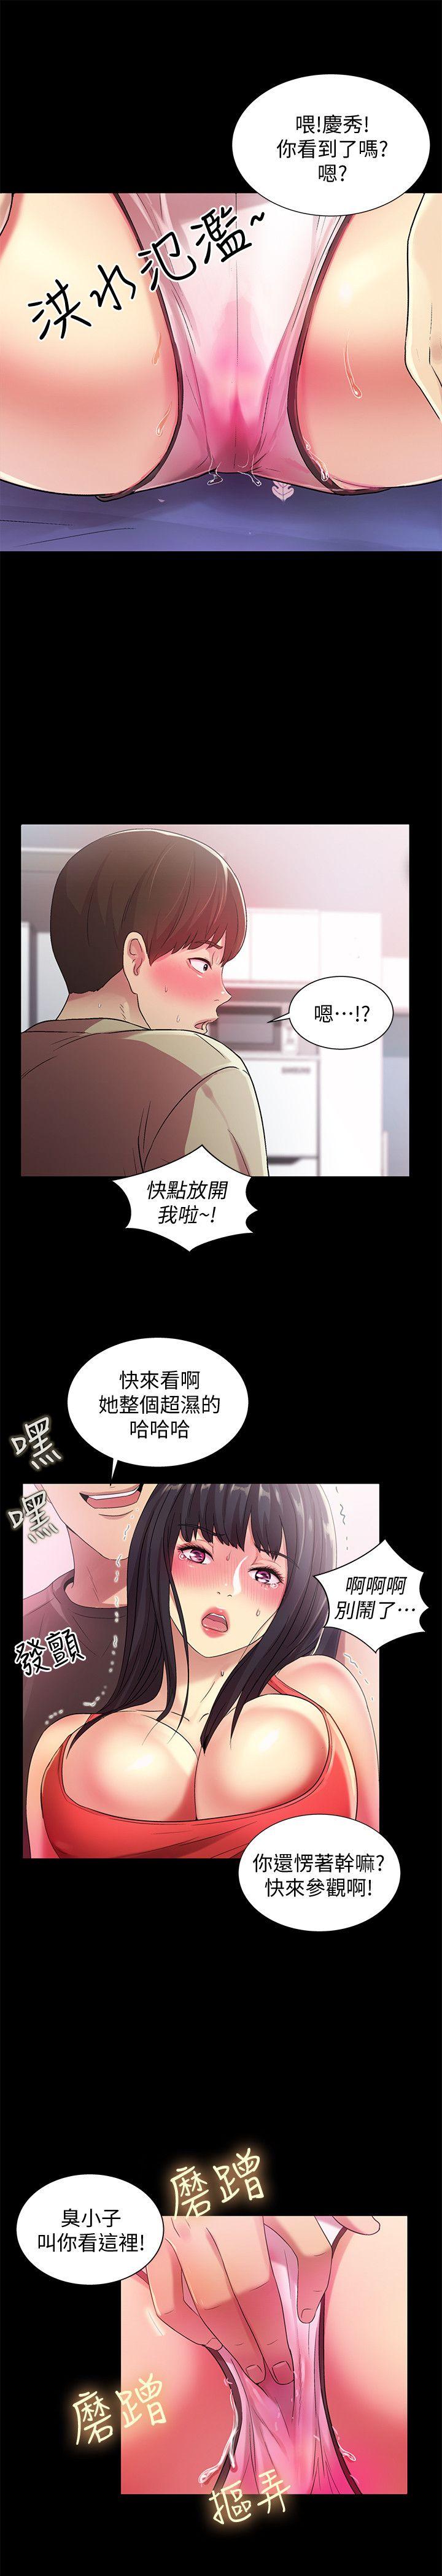 喂!慶秀!
你看到了嗎?
嗯?
洪水氾濫~
嗯…!?
快點放開
我啦~!
快來看啊
她整個超濕的
哈哈哈
嘿
嘿
啊啊啊
別鬧了…
發顫
你還愣著幹嘛?
快來參觀啊!
磨蹭
臭小子
叫你看這裡!
磨蹭
摳弄